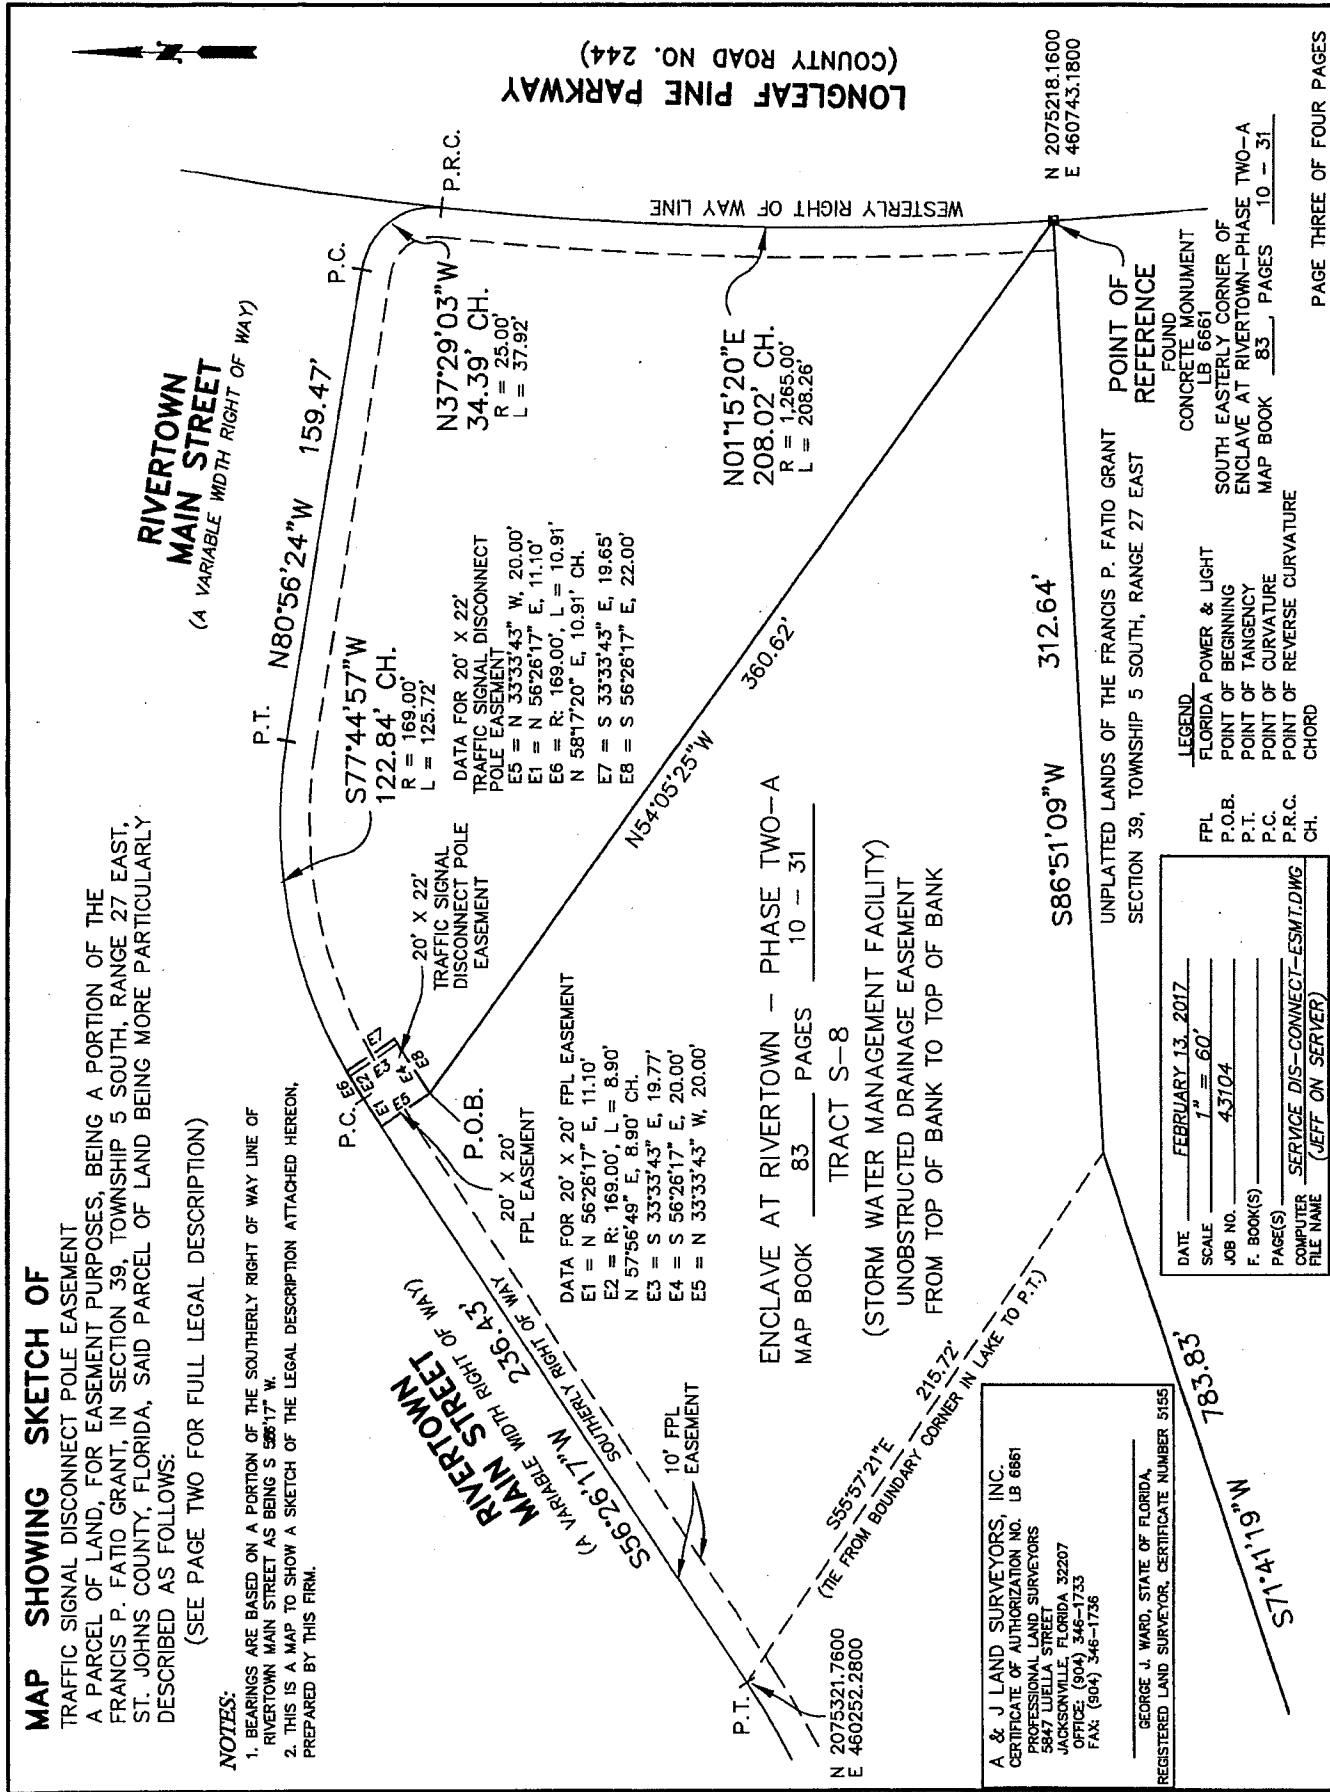 MAP SHOWING SKETCH OF
TRAFFIC SIGNAL DISCONNECT POLE EASEMENT
A PARCEL OF LAND, FOR EASEMENT PURPOSES, BEING A PORTION OF THE
FRANCIS P. FATIO GRANT, IN SECTION 39, TOWNSHIP 5 SOUTH, RANGE 27 EAST,
ST. JOHNS COUNTY, FLORIDA, SAID PARCEL OF LAND BEING MORE PARTICULARLY
DESCRIBED AS FOLLOWS:
(SEE PAGE TWO FOR FULL LEGAL DESCRIPTION)
NOTES:
1. BEARINGS ARE BASED ON A PORTION OF THE SOUTHERLY RIGHT OF WAY LINE OF
RIVERTOWN MAIN STREET AS BEING S 17" W.
2. THIS IS A MAP TO SHOW A SKETCH OF THE LEGAL DESCRIPTION ATTACHED HEREON,
PREPARED BY THIS FIRM.
N
RIVERTOWN
MAIN STREET
(A VARIABLE WIDTH RIGHT OF WAY)
LONGLEAF PINE PARKWAY
(COUNTY ROAD NO. 244)
P.T.
N80°56'24"W 159.47'
P.C.
P.R.C.
S77°44'57"W
122.84' CH.
R = 169.00'
L = 125.72'
N37°29'03"W
34.39' CH.
R = 25.00'
L = 37.92'
WESTERLY RIGHT OF WAY LINE
DATA FOR 20' X 22'
TRAFFIC SIGNAL DISCONNECT
POLE EASEMENT
E5 = N 33°33'43" W, 20.00'
E1 = N 56°26'17" E, 11.10'
E6 = R: 169.00', L = 10.91'
N 58°17'20" E, 10.91' CH.
E7 = S 33°33'43" E, 19.65'
E8 = S 56°26'17" E, 22.00'
N01°15'20"E
208.02' CH.
R = 1,265.00'
L = 208.26'
P.C.
E6
E2
E7
E3
E1
E5
E4
E8
20' X 22'
TRAFFIC SIGNAL
DISCONNECT POLE
EASEMENT
P.O.B.
20' X 20'
FPL EASEMENT
N54°05'25"W
360.62'
RIVERTOWN
MAIN STREET
(A VARIABLE WIDTH RIGHT OF WAY)
S56°26'17"W 236.43'
SOUTHERLY RIGHT OF WAY
10' FPL
EASEMENT
DATA FOR 20' X 20' FPL EASEMENT
E1 = N 56°26'17" E, 11.10'
E2 = R: 169.00', L = 8.90'
N 57°56'49" E, 8.90' CH.
E3 = S 33°33'43" E, 19.77'
E4 = S 56°26'17" E, 20.00'
E5 = N 33°33'43" W, 20.00'
ENCLAVE AT RIVERTOWN - PHASE TWO-A
MAP BOOK 83 PAGES 10 - 31
TRACT S-8
(STORM WATER MANAGEMENT FACILITY)
UNOBSTRUCTED DRAINAGE EASEMENT
FROM TOP OF BANK TO TOP OF BANK
P.T.
N 2075321.7600
E 460252.2800
S55°57'21"E 215.72'
(TIE FROM BOUNDARY CORNER IN LAKE TO P.T.)
S86°51'09"W 312.64'
N 2075218.1600
E 460743.1800
POINT OF
REFERENCE
FOUND
CONCRETE MONUMENT
LB 6661
SOUTH EASTERLY CORNER OF
ENCLAVE AT RIVERTOWN-PHASE TWO-A
MAP BOOK 83, PAGES 10 - 31
UNPLATTED LANDS OF THE FRANCIS P. FATIO GRANT
SECTION 39, TOWNSHIP 5 SOUTH, RANGE 27 EAST
S71°41'19"W 783.83'
LEGEND
FPL FLORIDA POWER & LIGHT
P.O.B. POINT OF BEGINNING
P.T. POINT OF TANGENCY
P.C. POINT OF CURVATURE
P.R.C. POINT OF REVERSE CURVATURE
CH. CHORD
A & J LAND SURVEYORS, INC.
CERTIFICATE OF AUTHORIZATION NO. LB 6661
PROFESSIONAL LAND SURVEYORS
5847 LUELLA STREET
JACKSONVILLE, FLORIDA 32207
OFFICE: (904) 346-1733
FAX: (904) 346-1736
GEORGE J. WARD, STATE OF FLORIDA,
REGISTERED LAND SURVEYOR, CERTIFICATE NUMBER 5155
DATE FEBRUARY 13, 2017
SCALE 1" = 60'
JOB NO. 43104
F. BOOK(S)
PAGE(S)
COMPUTER SERVICE DIS-CONNECT-ESMT.DWG
FILE NAME (JEFF ON SERVER)
PAGE THREE OF FOUR PAGES